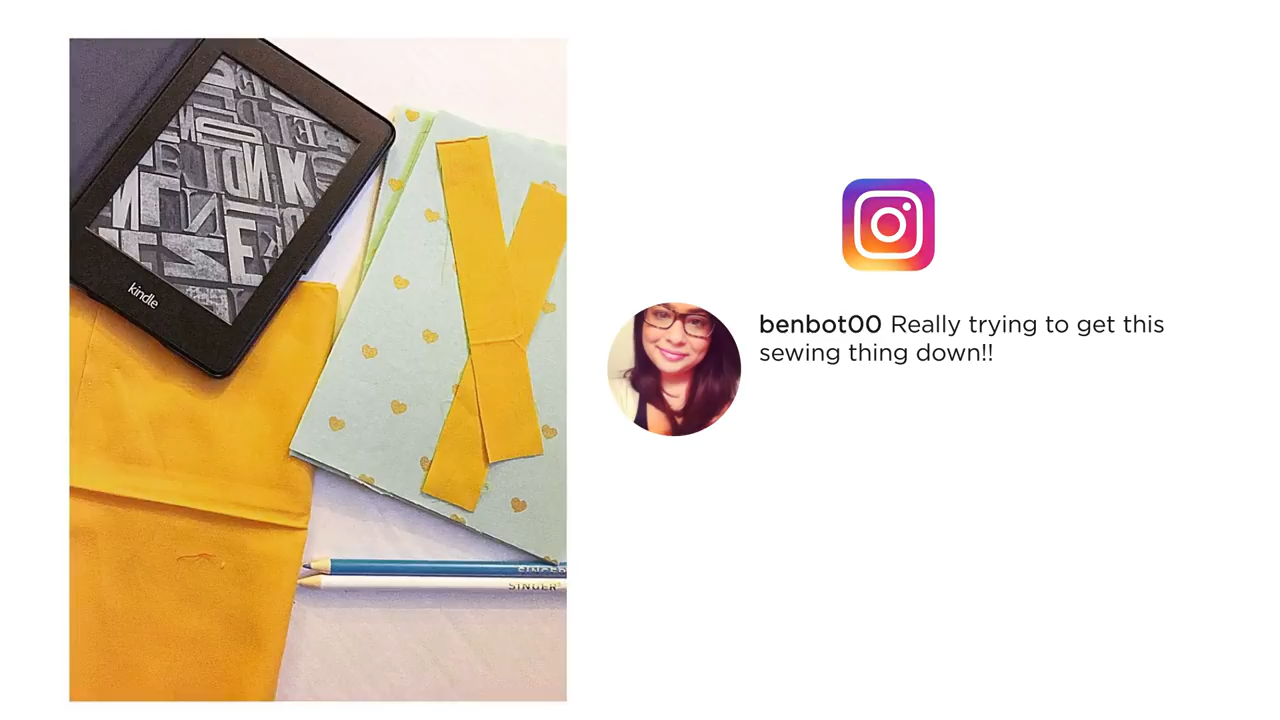 kindle
benbot00 Really trying to get this
sewing thing down!!
SINGER
SINGER